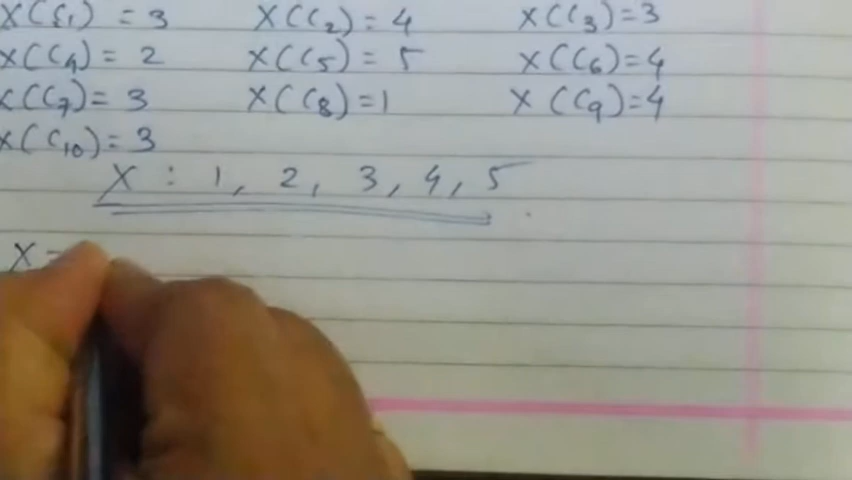 X(C₁) = 3 X(C₂) = 4 X(C₃) = 3
X(C₄) = 2 X(C₅) = 5 X(C₆) = 4
X(C₇) = 3 X(C₈) = 1 X(C₉) = 4
X(C₁₀) = 3
X : 1, 2, 3, 4, 5
X =